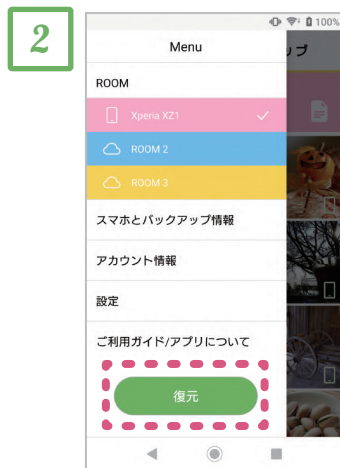 2
100%
Menu
ップ
ROOM
Xperia XZ1
ROOM 2
ROOM 3
スマホとバックアップ情報
アカウント情報
設定
ご利用ガイド/アプリについて
復元